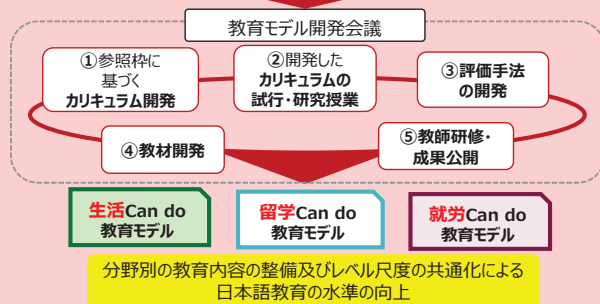 教育モデル開発会議
①参照枠に
基づく
カリキュラム開発
②開発した
カリキュラムの
試行・研究授業
③評価手法
の開発
④教材開発
⑤教師研修・
成果公開
生活Can do
教育モデル
留学Can do
教育モデル
就労Can do
教育モデル
分野別の教育内容の整備及びレベル尺度の共通化による
日本語教育の水準の向上